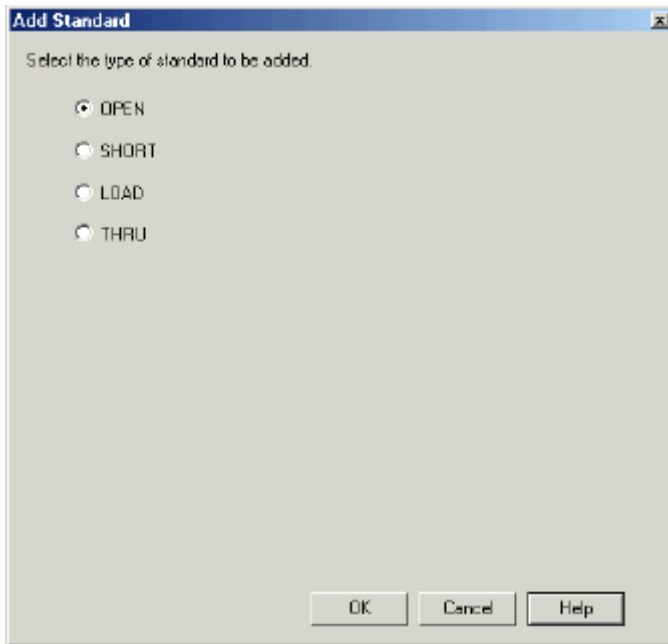 Add Standard
Select the type of standard to be added.
OPEN
SHORT
LOAD
THRU
OK Cancel Help